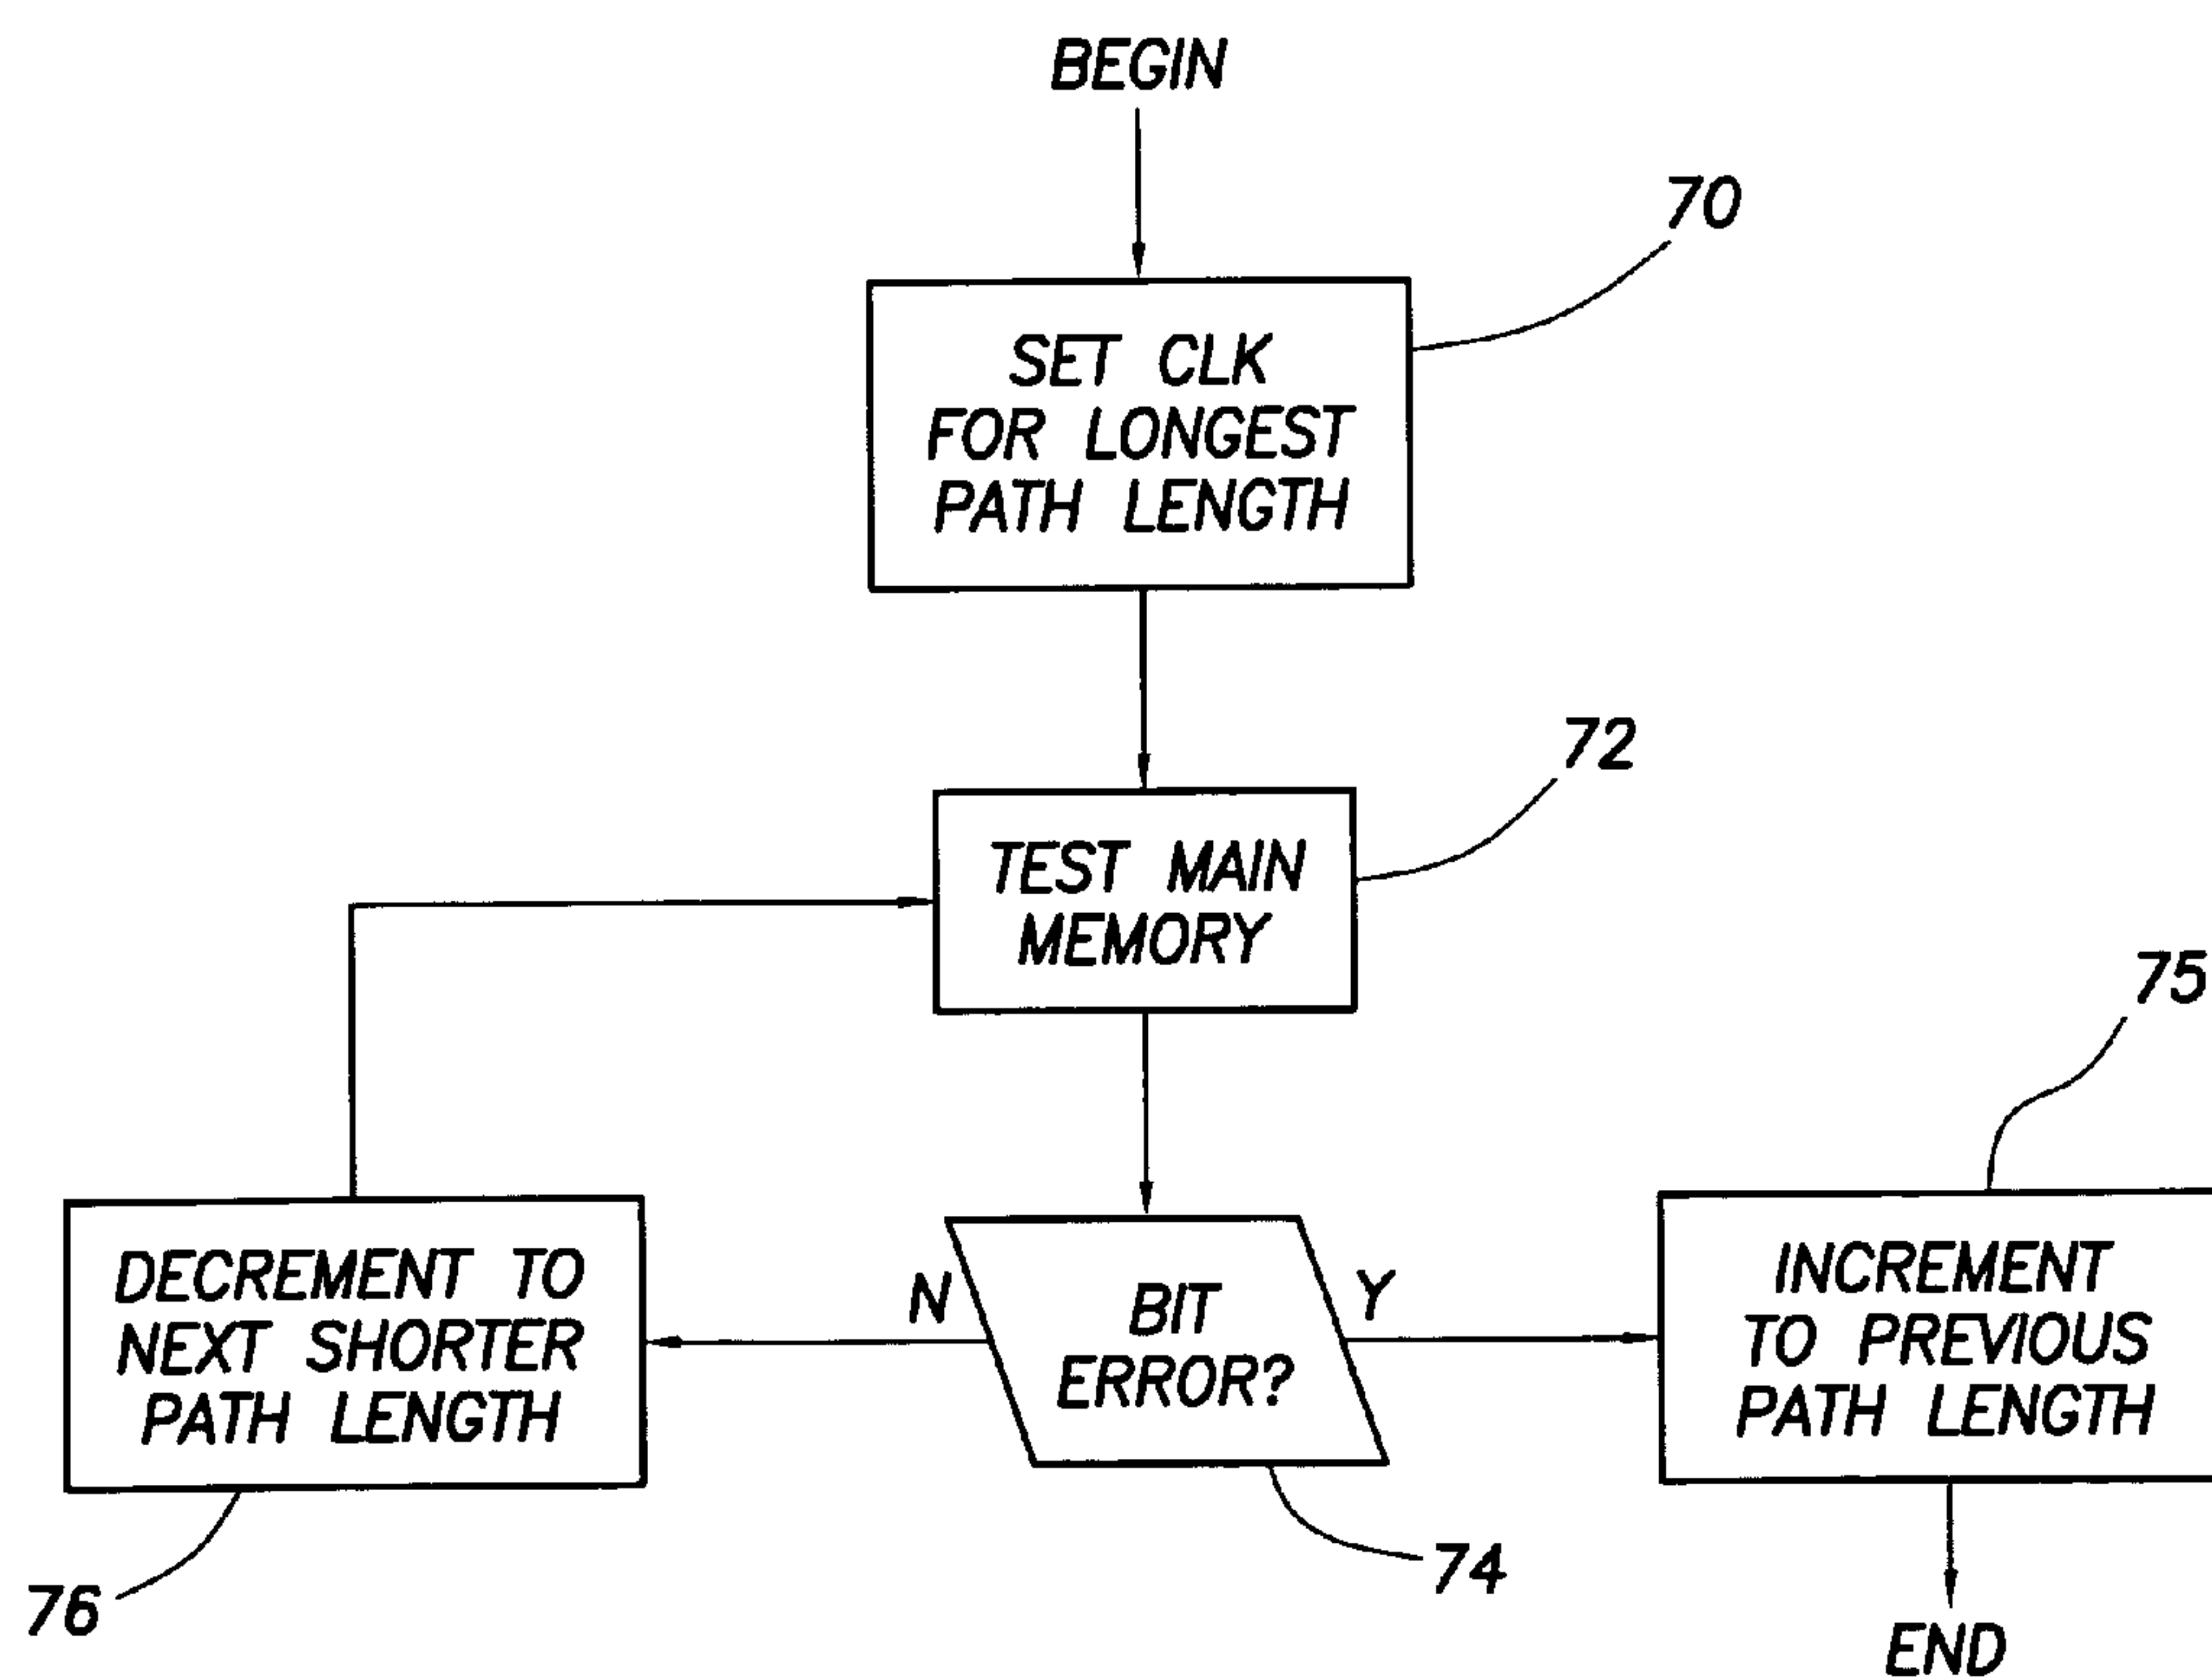 BEGIN
70
SET CLK
FOR LONGEST
PATH LENGTH
72
TEST MAIN
MEMORY
75
DECREMENT TO
NEXT SHORTER
PATH LENGTH
N
BIT
ERROR?
Y
INCREMENT
TO PREVIOUS
PATH LENGTH
76
74
END